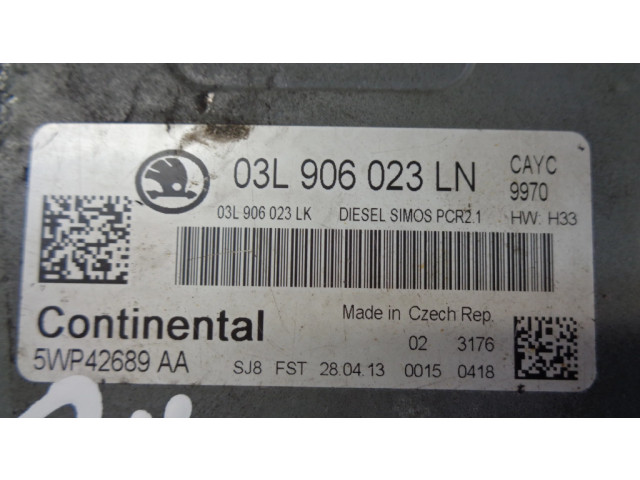 03L 906 023 LN
CAYC
9970
03L 906 023 LK DIESEL SIMOS PCR2.1 HW: H33
Continental
Made in Czech Rep.
5WP42689 AA
02 3176
SJ8 FST 28.04.13 0015 0418